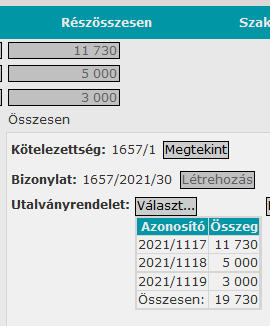 Részösszesen Szak
11 730
5 000
3 000
Összesen
Kötelezettség: 1657/1 Megtekint
Bizonylat: 1657/2021/30 Létrehozás
Utalványrendelet: Választ...
Azonosító Összeg
2021/1117 11 730
2021/1118 5 000
2021/1119 3 000
Összesen: 19 730